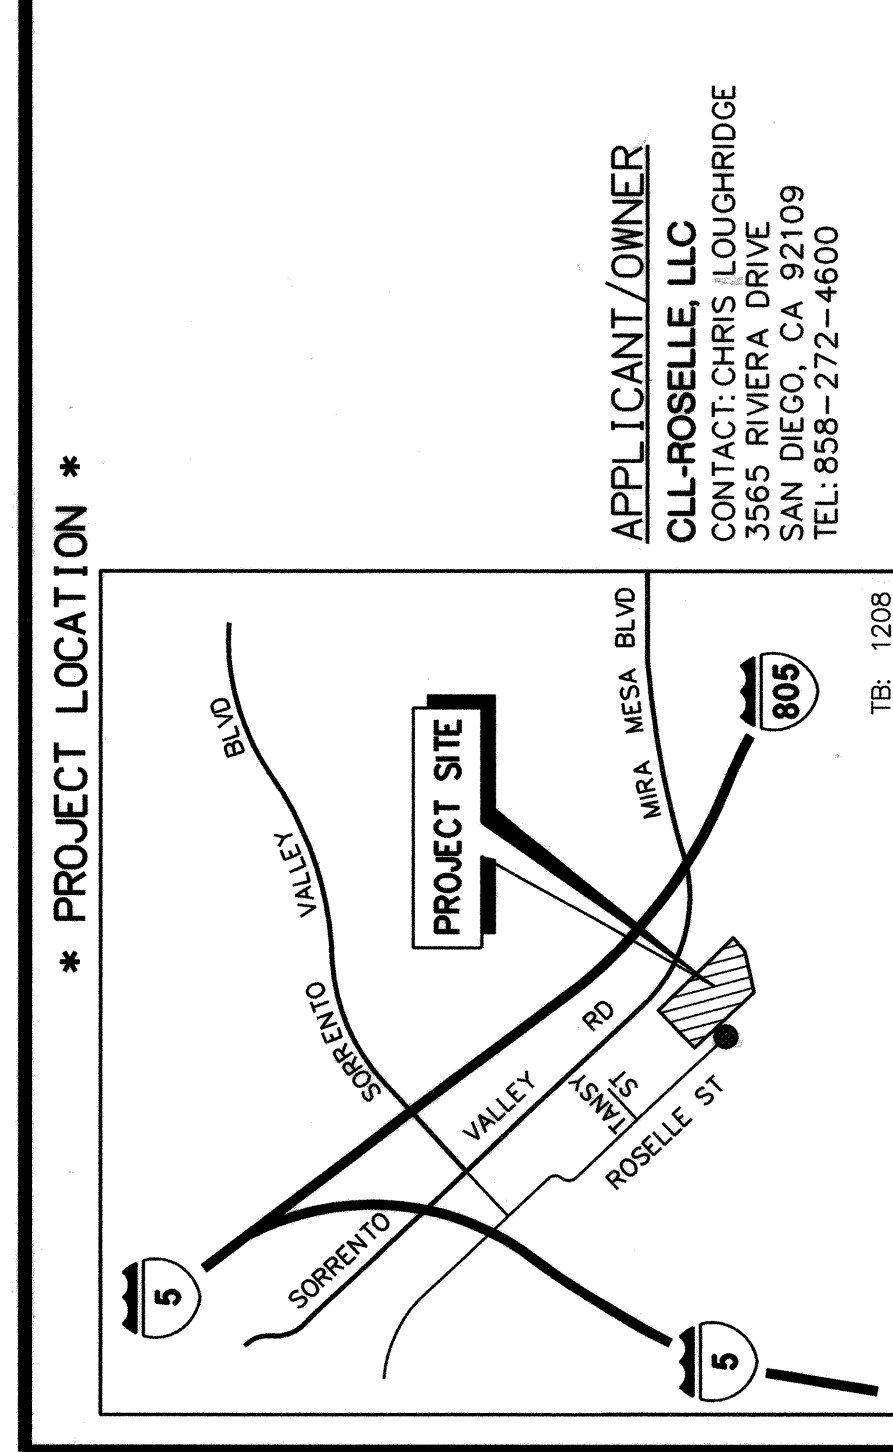 * PROJECT LOCATION *
5
SORRENTO VALLEY BLVD
PROJECT SITE
SORRENTO VALLEY RD
MIRA MESA BLVD
TANSY
ST
ROSELLE ST
805
5
TB: 1208
APPLICANT/OWNER
CLL-ROSELLE, LLC
CONTACT: CHRIS LOUGHRIDGE
3565 RIVIERA DRIVE
SAN DIEGO, CA 92109
TEL: 858-272-4600